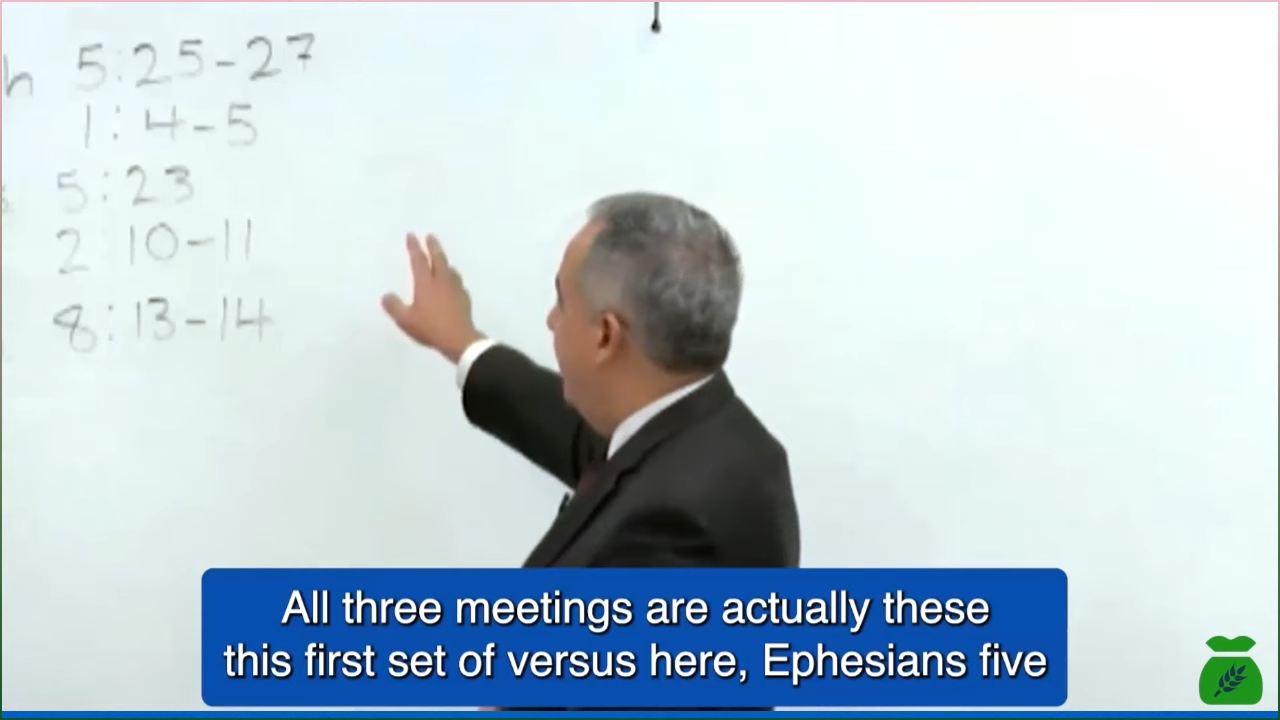 h 5:25-27
1:4-5
s 5:23
2:10-11
8:13-14
All three meetings are actually these
this first set of versus here, Ephesians five